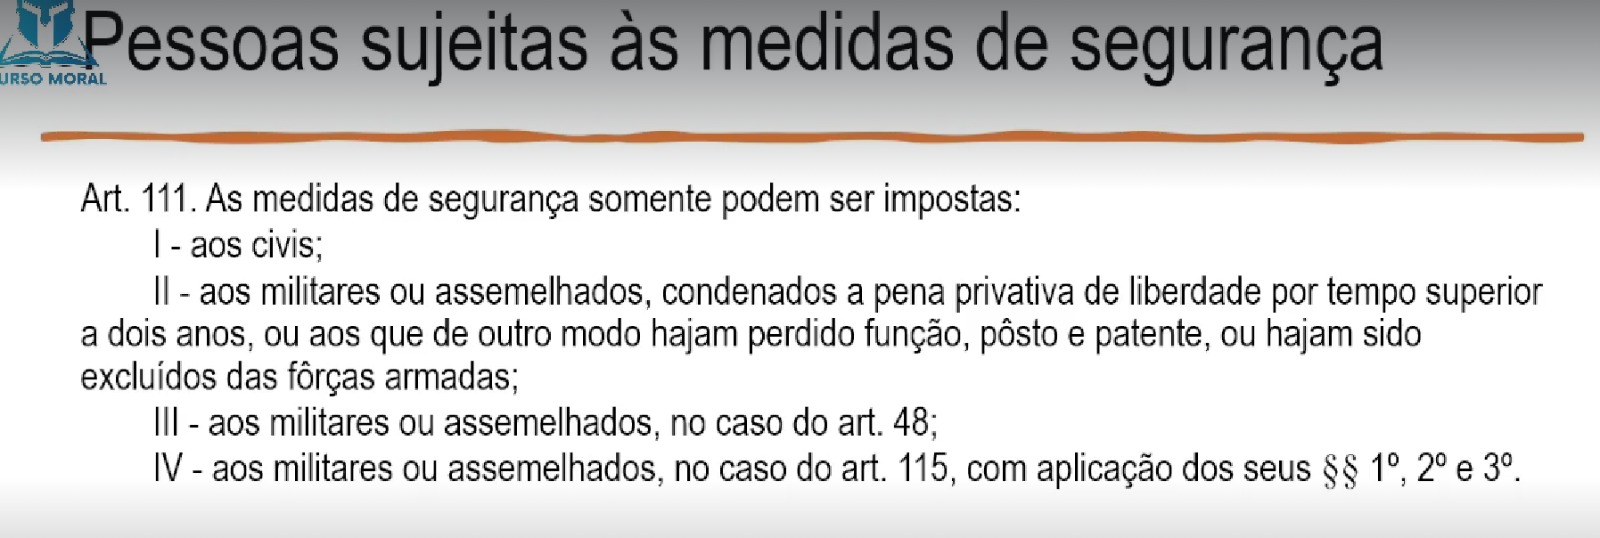 Pessoas sujeitas às medidas de segurança
URSO MORAL
Art. 111. As medidas de segurança somente podem ser impostas:
I - aos civis;
II - aos militares ou assemelhados, condenados a pena privativa de liberdade por tempo superior
a dois anos, ou aos que de outro modo hajam perdido função, pôsto e patente, ou hajam sido
excluídos das fôrças armadas;
III - aos militares ou assemelhados, no caso do art. 48;
IV - aos militares ou assemelhados, no caso do art. 115, com aplicação dos seus §§ 1º, 2º e 3º.